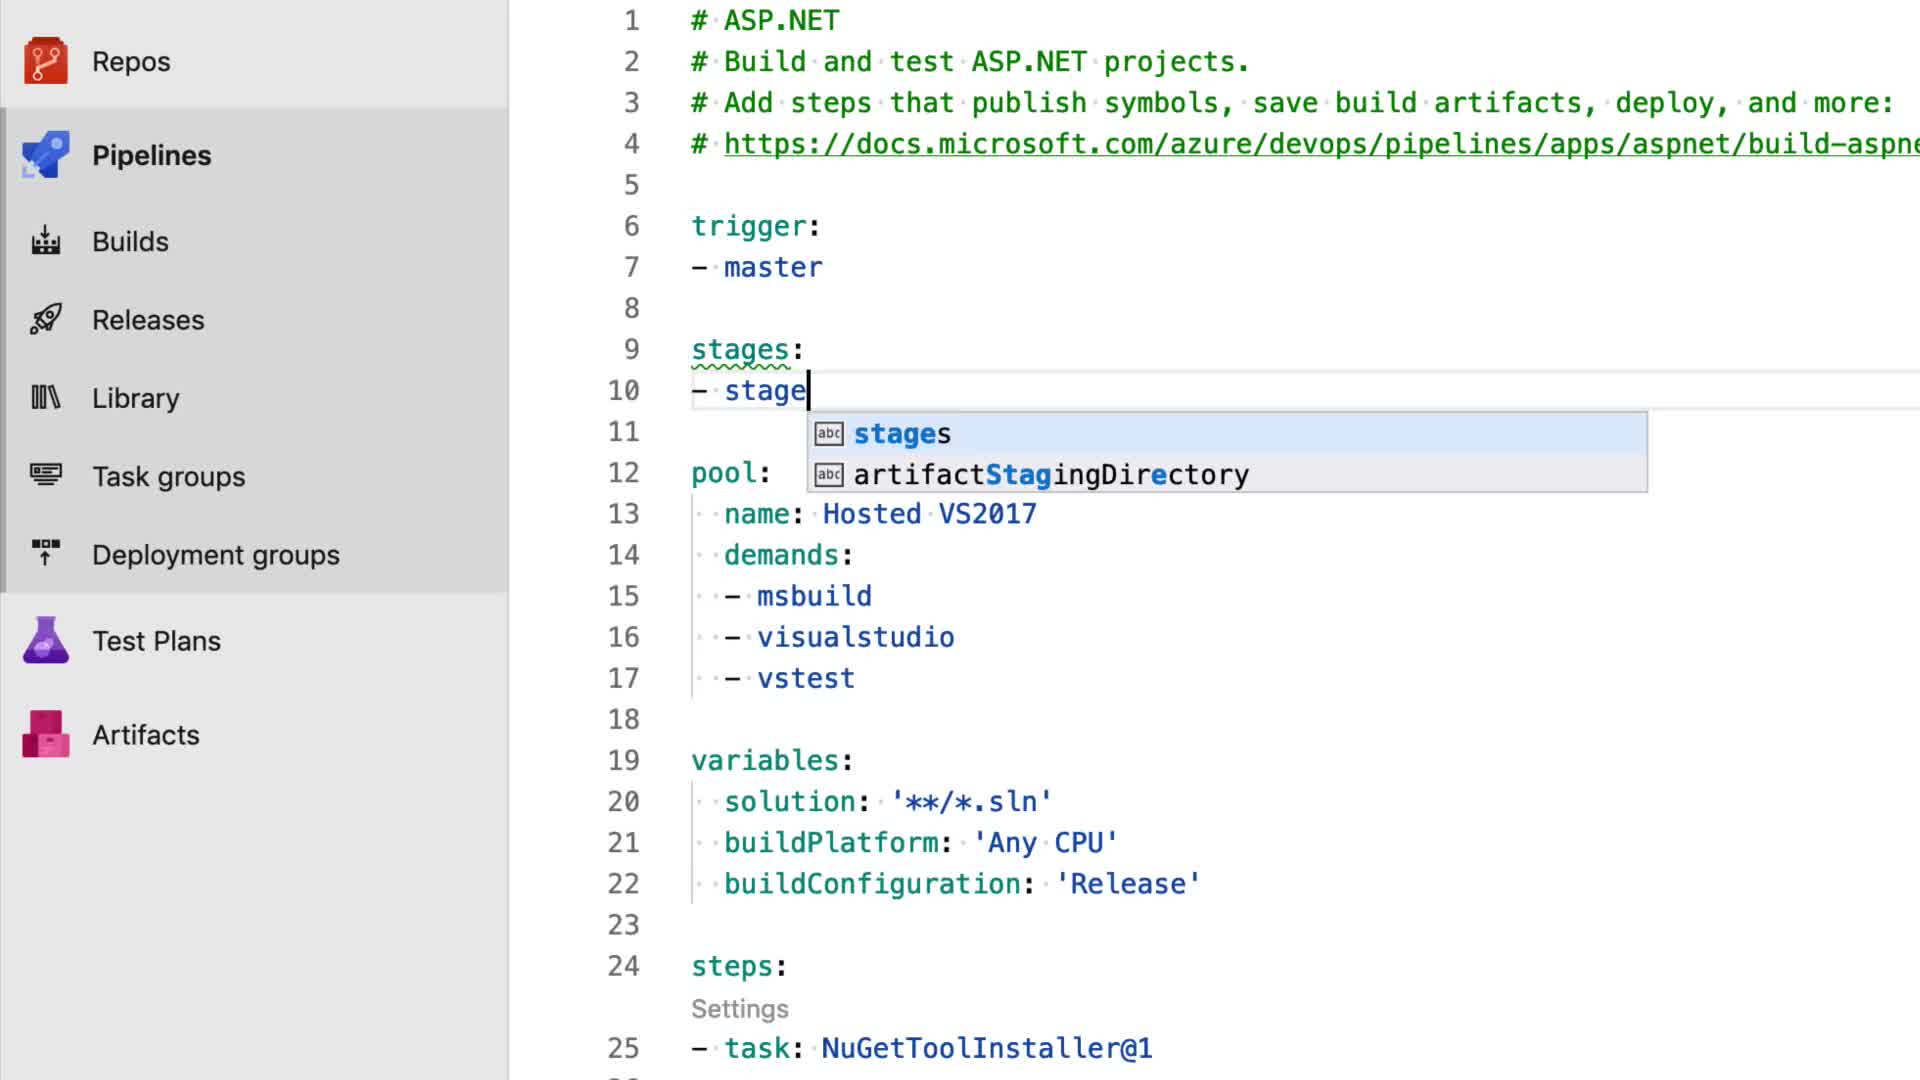 Repos
Pipelines
Builds
Releases
Library
Task groups
Deployment groups
Test Plans
Artifacts
1 # ASP.NET
2 # Build and test ASP.NET projects.
3 # Add steps that publish symbols, save build artifacts, deploy, and more:
4 # https://docs.microsoft.com/azure/devops/pipelines/apps/aspnet/build-aspne
5
6 trigger:
7 - master
8
9 stages:
10 - stage
abc stages
abc artifactStagingDirectory
11
12 pool:
13 name: Hosted VS2017
14 demands:
15 - msbuild
16 - visualstudio
17 - vstest
18
19 variables:
20 solution: '**/*.sln'
21 buildPlatform: 'Any CPU'
22 buildConfiguration: 'Release'
23
24 steps:
Settings
25 - task: NuGetToolInstaller@1